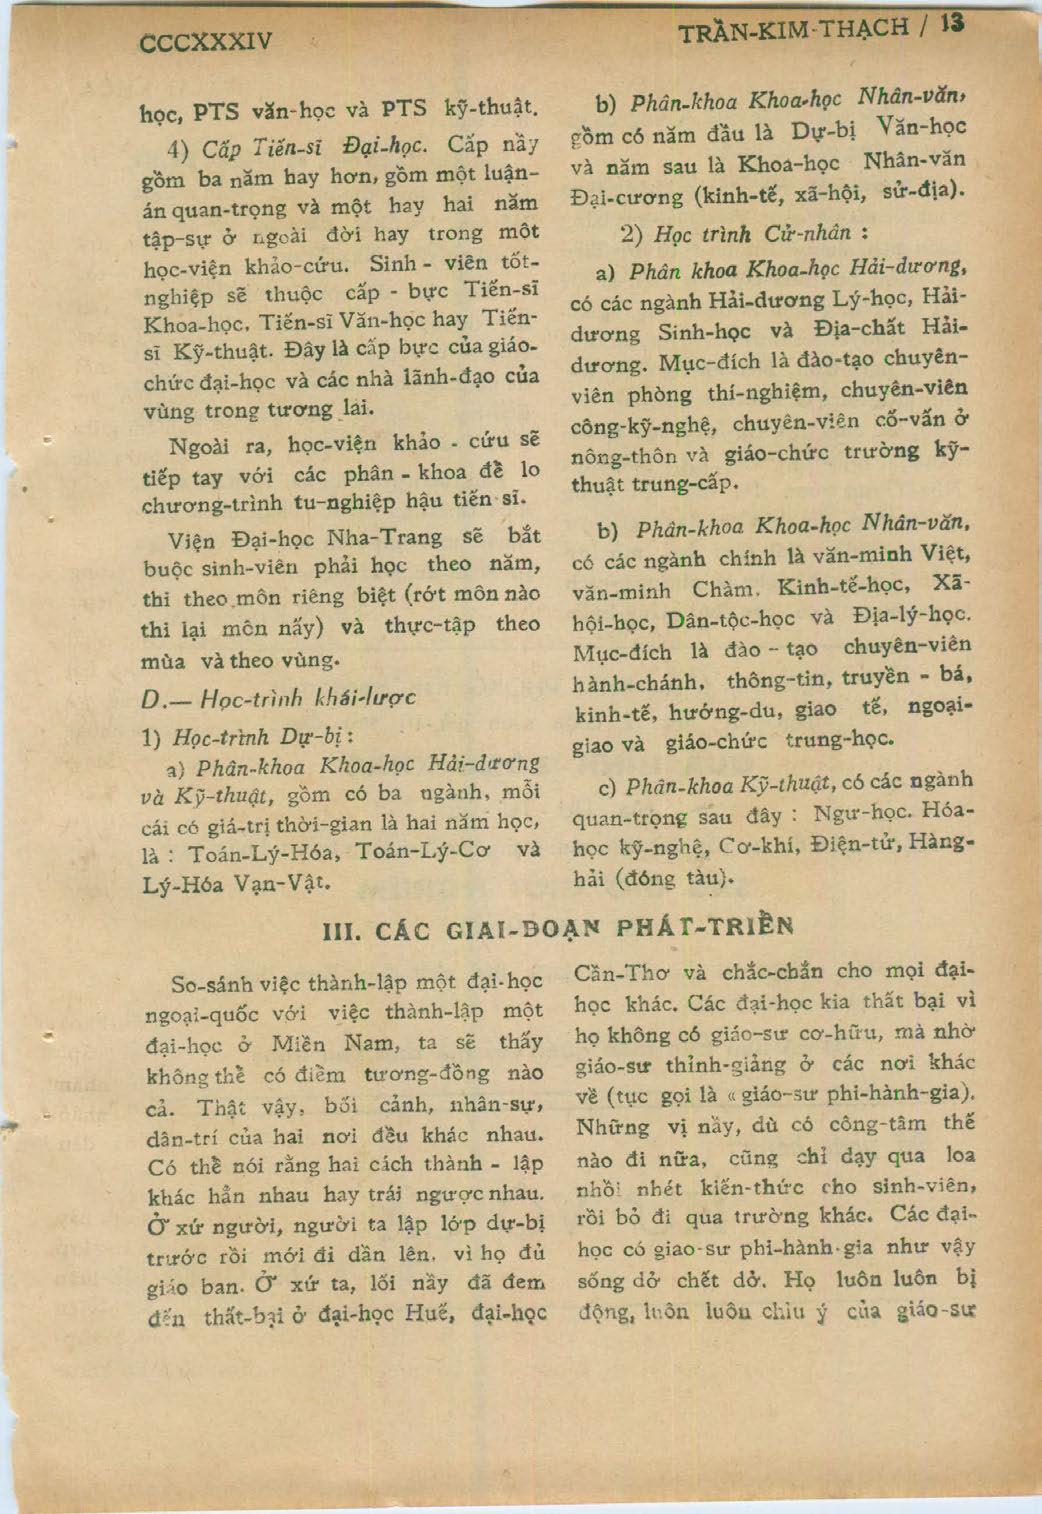 CCCXXXIV
TRẦN-KIM-THẠCH / 13
học, PTS văn-học và PTS kỹ-thuật.
4) Cấp Tiến-sĩ Đại-học. Cấp nầy
gồm ba năm hay hơn, gồm một luận-
án quan-trọng và một hay hai năm
tập-sự ở ngoài đời hay trong một
học-viện khảo-cứu. Sinh - viên tốt-
nghiệp sẽ thuộc cấp - bực Tiến-sĩ
Khoa-học, Tiến-sĩ Văn-học hay Tiến-
sĩ Kỹ-thuật. Đây là cấp bực của giáo-
chức đại-học và các nhà lãnh-đạo của
vùng trong tương lai.
Ngoài ra, học-viện khảo - cứu sẽ
tiếp tay với các phân - khoa để lo
chương-trình tu-nghiệp hậu tiến sĩ.
Viện Đại-học Nha-Trang sẽ bắt
buộc sinh-viên phải học theo năm,
thi theo môn riêng biệt (rớt môn nào
thi lại môn nấy) và thực-tập theo
mùa và theo vùng.
D.— Học-trình khái-lược
1) Học-trình Dự-bị :
a) Phân-khoa Khoa-học Hải-dương
và Kỹ-thuật, gồm có ba ngành, mỗi
cái có giá-trị thời-gian là hai năm học,
là : Toán-Lý-Hóa, Toán-Lý-Cơ và
Lý-Hóa Vạn-Vật.
b) Phân-khoa Khoa-học Nhân-văn,
gồm có năm đầu là Dự-bị Văn-học
và năm sau là Khoa-học Nhân-văn
Đại-cương (kinh-tế, xã-hội, sử-địa).
2) Học trình Cử-nhân :
a) Phân khoa Khoa-học Hải-dương,
có các ngành Hải-dương Lý-học, Hải-
dương Sinh-học và Địa-chất Hải-
dương. Mục-đích là đào-tạo chuyên-
viên phòng thí-nghiệm, chuyên-viên
công-kỹ-nghệ, chuyên-viên cố-vấn ở
nông-thôn và giáo-chức trường kỹ-
thuật trung-cấp.
b) Phân-khoa Khoa-học Nhân-văn,
có các ngành chính là văn-minh Việt,
văn-minh Chàm, Kinh-tế-học, Xã-
hội-học, Dân-tộc-học và Địa-lý-học.
Mục-đích là đào - tạo chuyên-viên
hành-chánh, thông-tin, truyền - bá,
kinh-tế, hướng-du, giao tế, ngoại-
giao và giáo-chức trung-học.
c) Phân-khoa Kỹ-thuật, có các ngành
quan-trọng sau đây : Ngư-học. Hóa-
học kỹ-nghệ, Cơ-khí, Điện-tử, Hàng-
hải (đóng tàu).
III. CÁC GIAI-ĐOẠN PHÁT-TRIỂN
So-sánh việc thành-lập một đại-học
ngoại-quốc với việc thành-lập một
đại-học ở Miền Nam, ta sẽ thấy
không thể có điểm tương-đồng nào
cả. Thật vậy, bối cảnh, nhân-sự,
dân-trí của hai nơi đều khác nhau.
Có thể nói rằng hai cách thành - lập
khác hẳn nhau hay trái ngược nhau.
Ở xứ người, người ta lập lớp dự-bị
trước rồi mới đi dần lên, vì họ đủ
giáo ban. Ở xứ ta, lối nầy đã đem
đến thất-bại ở đại-học Huế, đại-học
Cần-Thơ và chắc-chắn cho mọi đại-
học khác. Các đại-học kia thất bại vì
họ không có giáo-sư cơ-hữu, mà nhờ
giáo-sư thỉnh-giảng ở các nơi khác
về (tục gọi là « giáo-sư phi-hành-gia).
Những vị nầy, dù có công-tâm thế
nào đi nữa, cũng chỉ dạy qua loa
nhồi nhét kiến-thức cho sinh-viên,
rồi bỏ đi qua trường khác. Các đại-
học có giao-sư phi-hành-gia như vậy
sống dở chết dở. Họ luôn luôn bị
động, luôn luôn chìu ý của giáo-sư